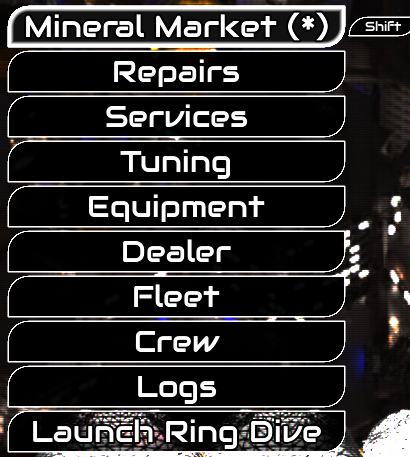 Mineral Market (*) Shift
Repairs
Services
Tuning
Equipment
Dealer
Fleet
Crew
Logs
Launch Ring Dive